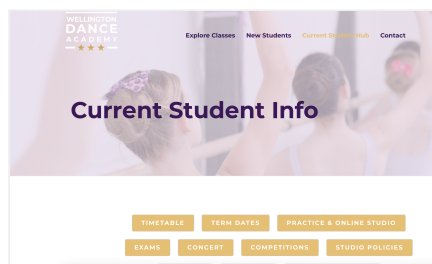 WELLINGTON
DANCE
ACADEMY
Explore Classes New Students Current Student Hub Contact
Current Student Info
TIMETABLE TERM DATES PRACTICE & ONLINE STUDIO
EXAMS CONCERT COMPETITIONS STUDIO POLICIES